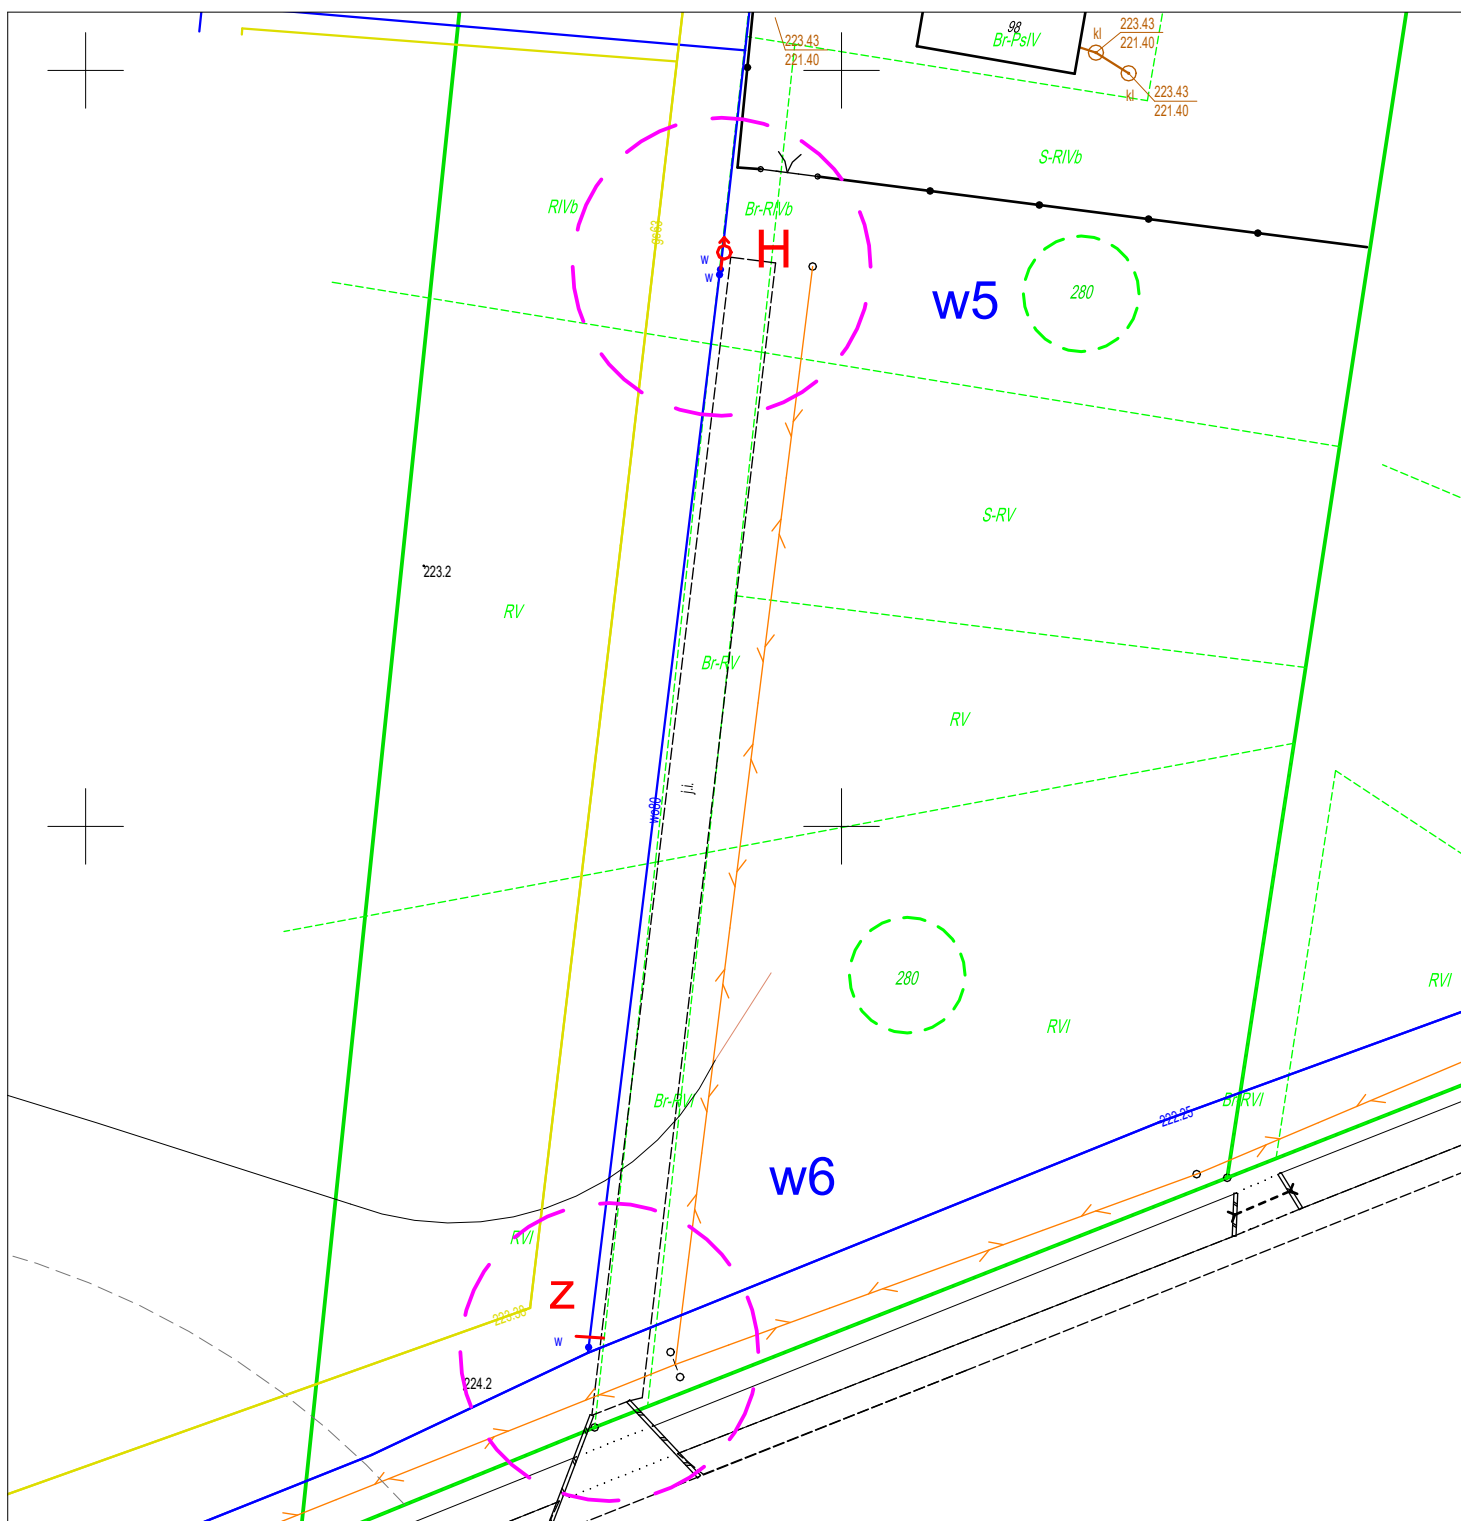 98
Br-PsIV
kl
223.43
221.40
223.43
221.40
kl
223.43
221.40
S-RIVb
RIVb
Br-RIVb
H
w
w
w5
280
S-RV
223.2
RV
Br-RV
RV
j.i.
wo80
280
RVI
RVI
Br-RVI
Br-RVI
222.25
w6
RVI
z
w
224.2